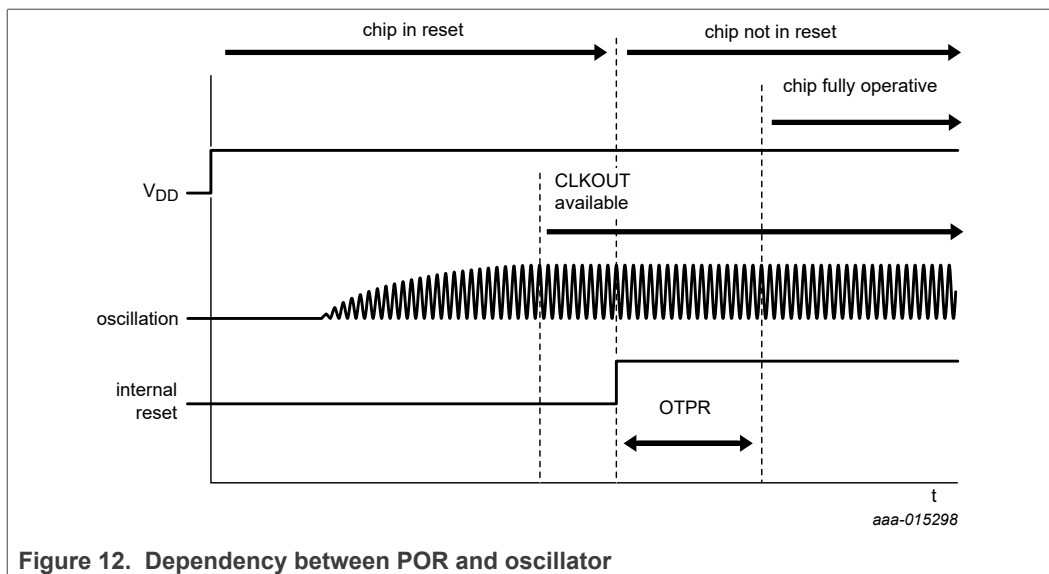 chip in reset
chip not in reset
chip fully operative
VDD
CLKOUT
available
oscillation
internal
reset
OTPR
t
aaa-015298
Figure 12. Dependency between POR and oscillator